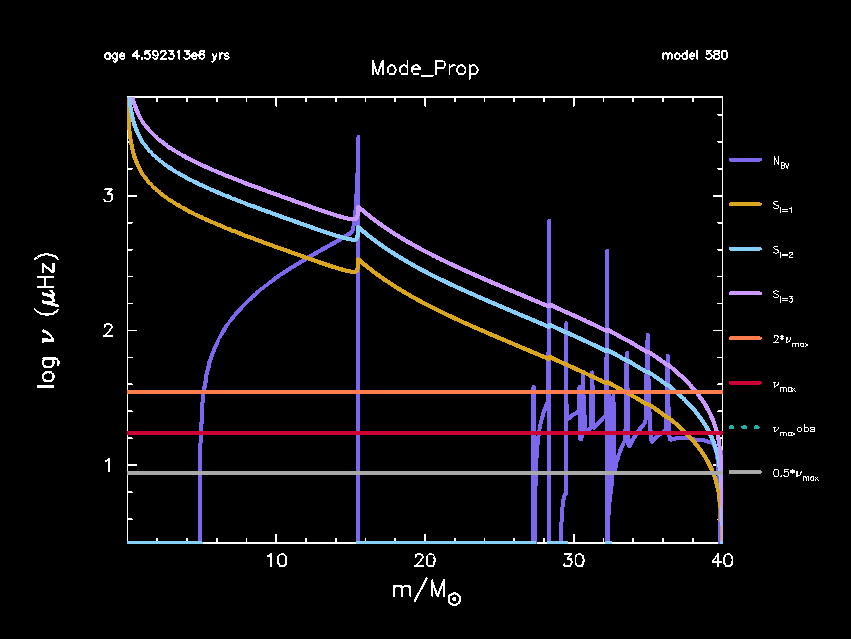 age 4.592313e6 yrs
model 580
Mode_Prop
log ν (μHz)
3
2
1
10
20
30
40
m/M☉
N_BV
S_l=1
S_l=2
S_l=3
2*ν_max
ν_max
ν_max obs
0.5*ν_max